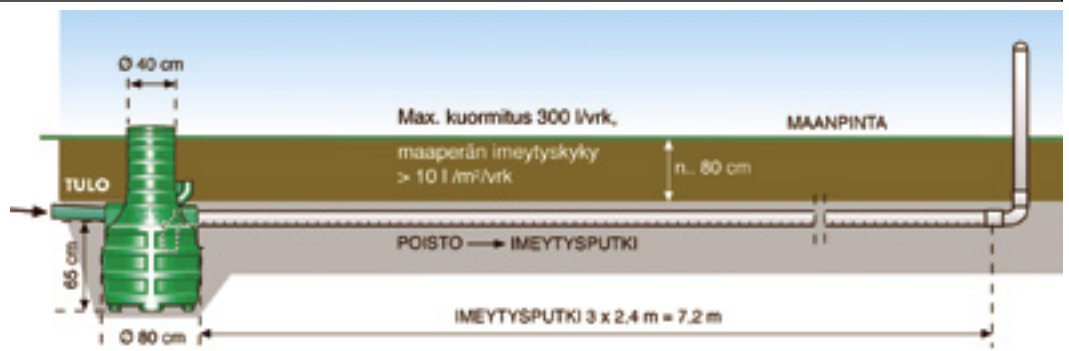 Ø 40 cm
Max. kuormitus 300 l/vrk,
MAANPINTA
maaperän imeytyskyky
> 10 l /m²/vrk
n.. 80 cm
TULO
POISTO → IMEYTYSPUTKI
65 cm
IMEYTYSPUTKI 3 x 2,4 m = 7,2 m
Ø 80 cm